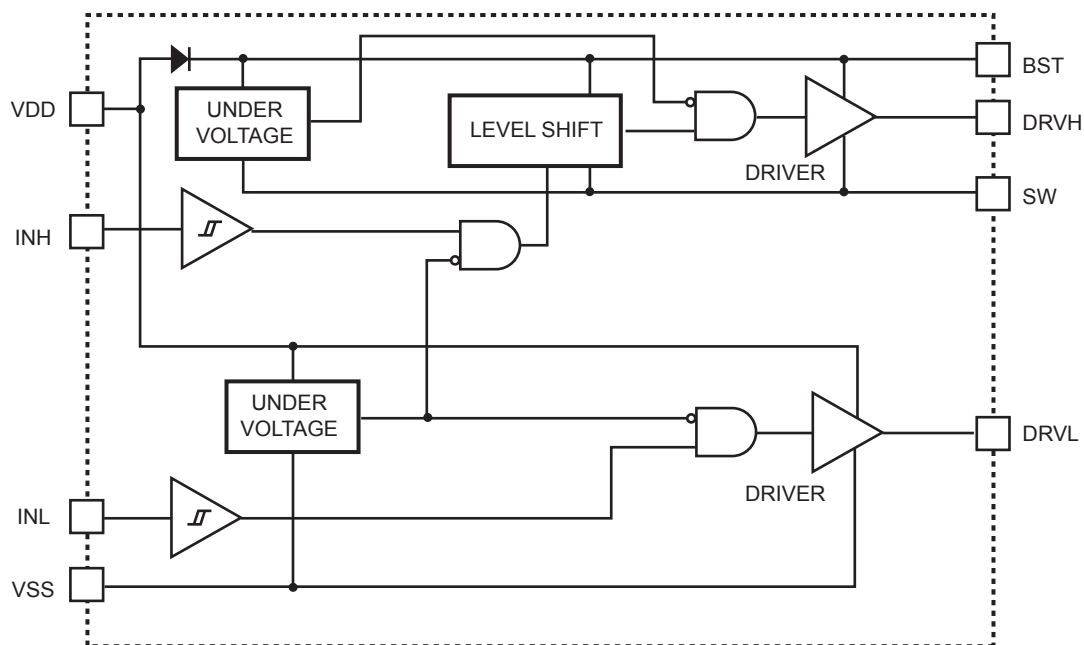 BST
VDD
UNDER
VOLTAGE
LEVEL SHIFT
DRVH
DRIVER
SW
INH
UNDER
VOLTAGE
DRVL
DRIVER
INL
VSS